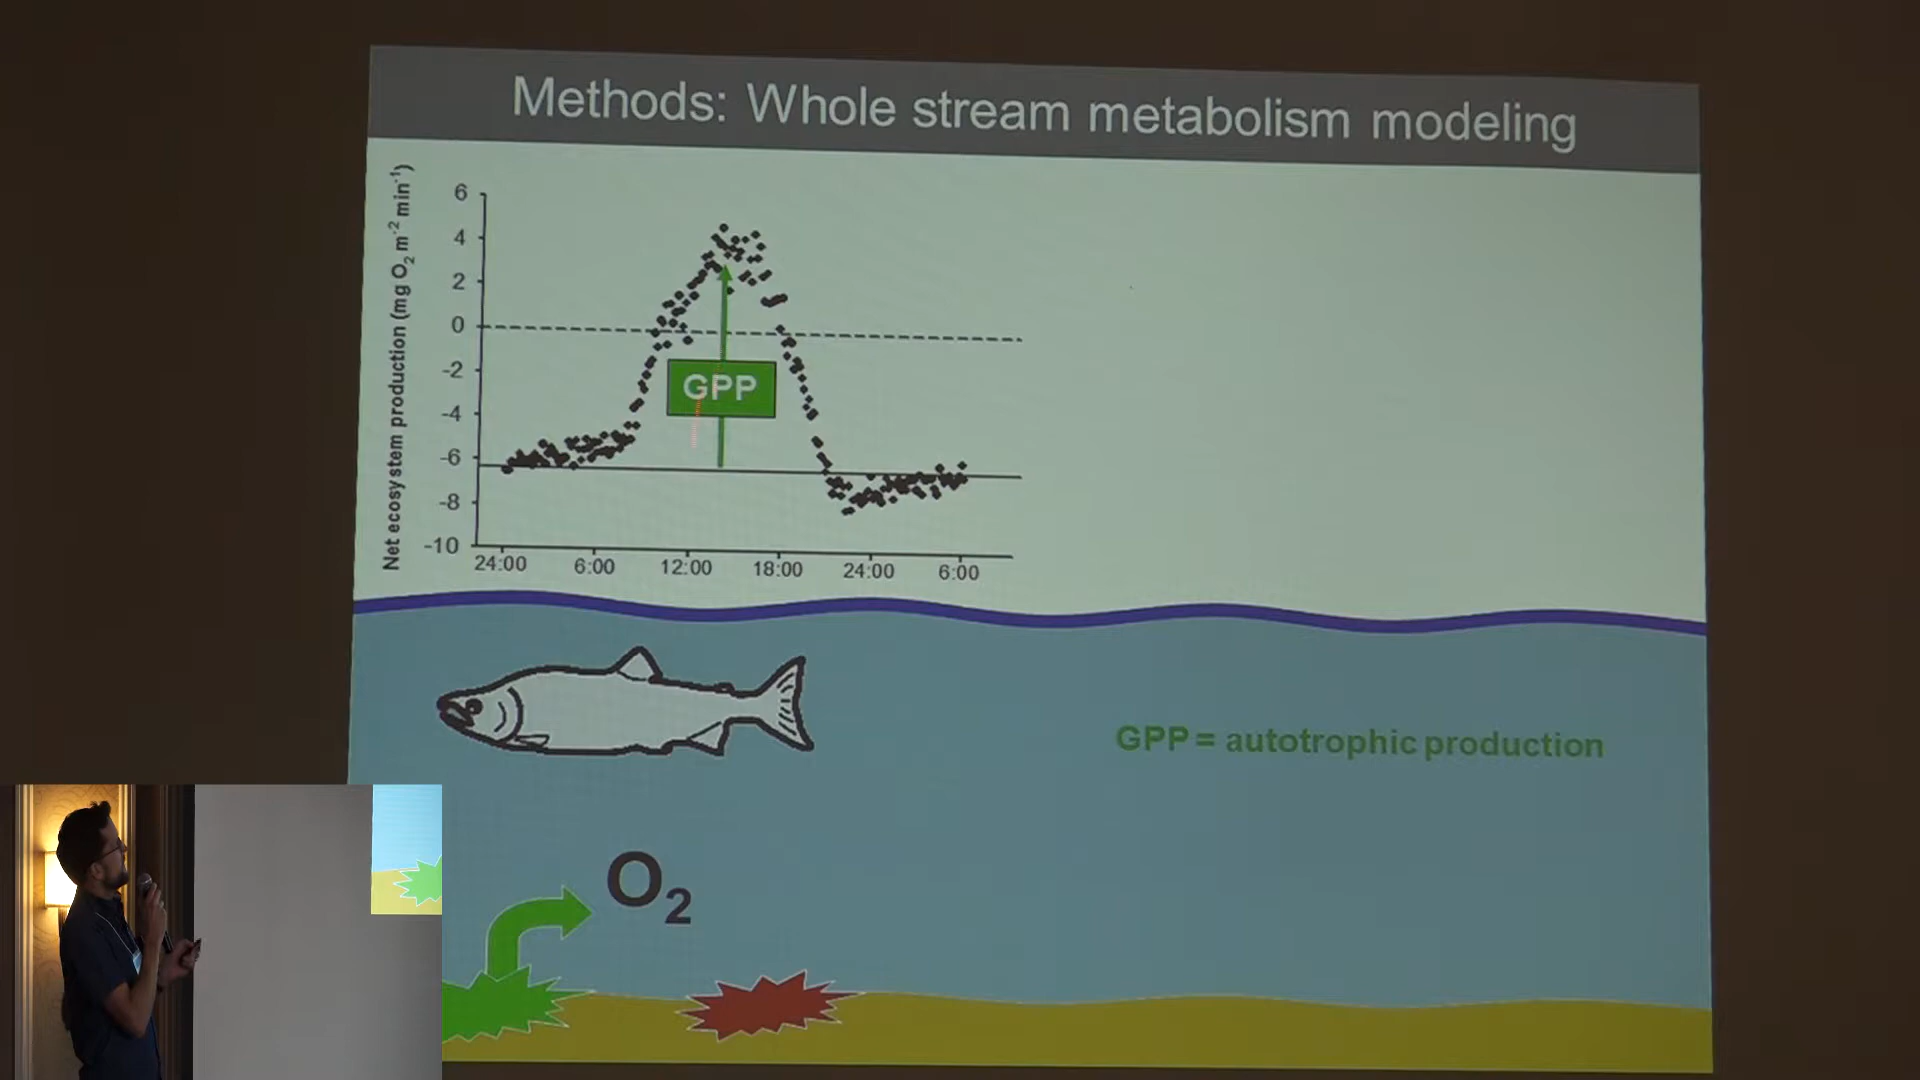 Methods: Whole stream metabolism modeling
Net ecosystem production (mg O2 m-2 min-1)
6
4
2
0
-2
-4
-6
-8
-10
GPP
24:00 6:00 12:00 18:00 24:00 6:00
GPP = autotrophic production
O2